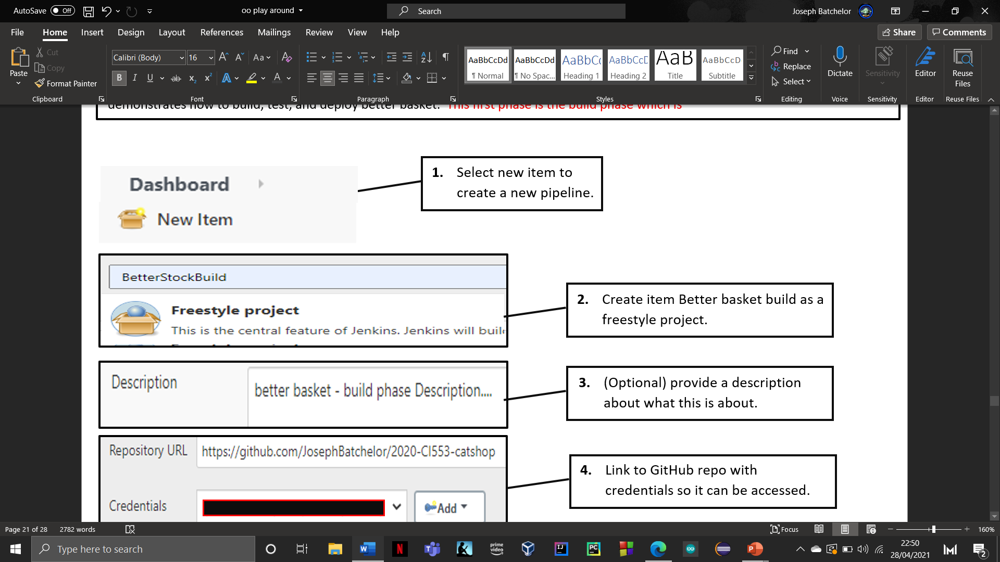 AutoSave Off
oo play around
Search
Joseph Batchelor
File Home Insert Design Layout References Mailings Review View Help
Share Comments
Paste
Cut
Copy
Format Painter
Clipboard
Calibri (Body) 16
Font
Paragraph
AaBbCcDd AaBbCcDd AaBbCc AaBbCcD AaB AaBbCcD
¶ Normal ¶ No Spac... Heading 1 Heading 2 Title Subtitle
Styles
Find
Replace
Select
Editing
Dictate
Voice
Sensitivity
Sensitivity
Editor
Editor
Reuse
Files
Reuse Files
demonstrates how to build, test, and deploy better basket. This first phase is the build phase which is
Dashboard
New Item
1. Select new item to
create a new pipeline.
BetterStockBuild
Freestyle project
This is the central feature of Jenkins. Jenkins will build
2. Create item Better basket build as a
freestyle project.
Description
better basket - build phase Description....
3. (Optional) provide a description
about what this is about.
Repository URL
https://github.com/JosephBatchelor/2020-CI553-catshop
Credentials
Add
4. Link to GitHub repo with
credentials so it can be accessed.
Page 21 of 28 2782 words
Focus
160%
Type here to search
prime
video
22:50
28/04/2021
2